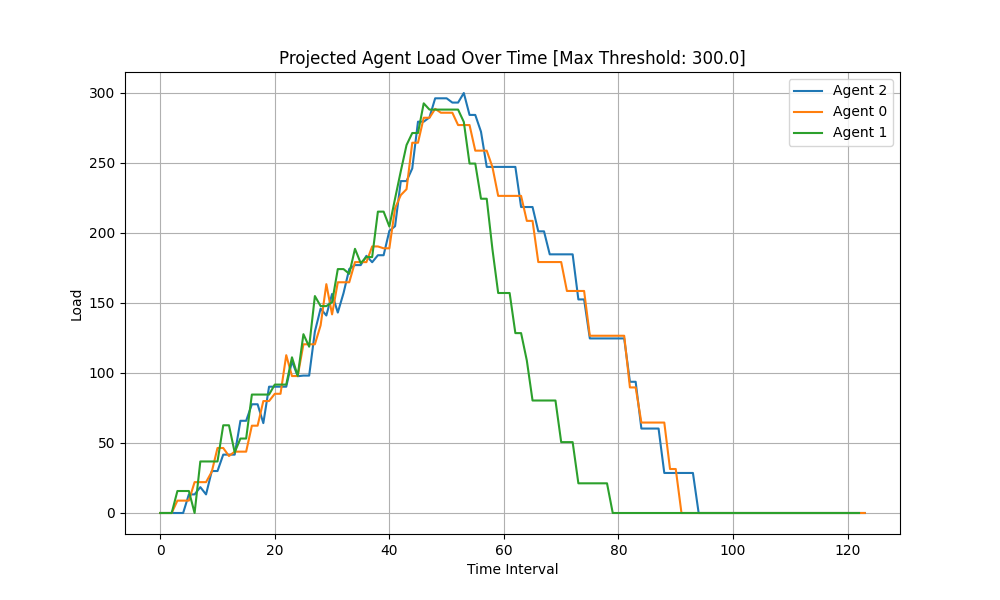 Projected Agent Load Over Time [Max Threshold: 300.0]
Agent 2
Agent 0
Agent 1
Load
300
250
200
150
100
50
0
0 20 40 60 80 100 120
Time Interval